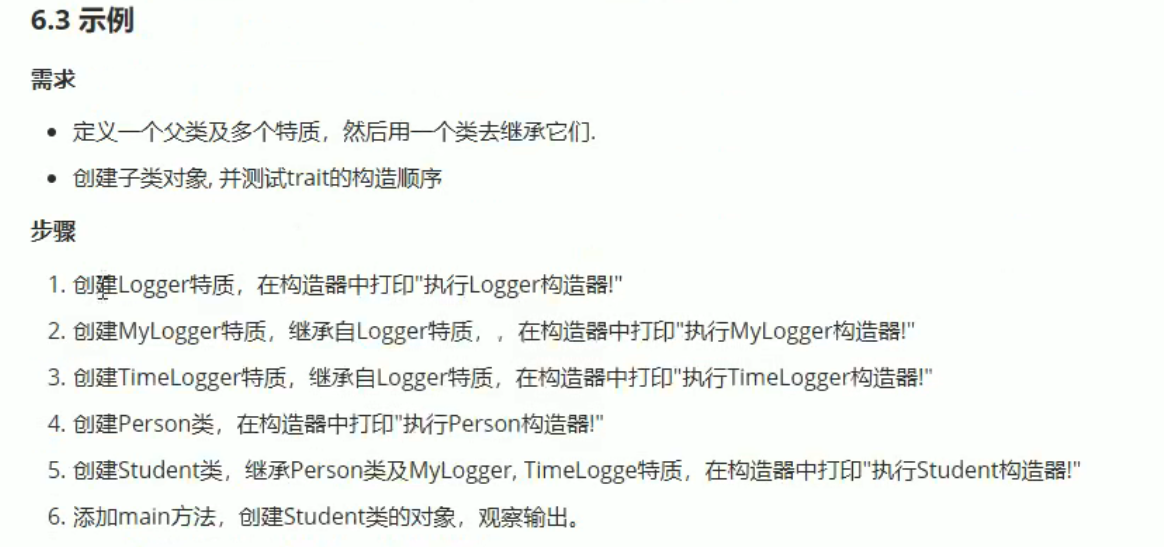 6.3 示例
需求
• 定义一个父类及多个特质，然后用一个类去继承它们.
• 创建子类对象, 并测试trait的构造顺序
步骤
1. 创建Logger特质，在构造器中打印"执行Logger构造器!"
2. 创建MyLogger特质，继承自Logger特质，，在构造器中打印"执行MyLogger构造器!"
3. 创建TimeLogger特质，继承自Logger特质，在构造器中打印"执行TimeLogger构造器!"
4. 创建Person类，在构造器中打印"执行Person构造器!"
5. 创建Student类，继承Person类及MyLogger, TimeLogge特质，在构造器中打印"执行Student构造器!"
6. 添加main方法，创建Student类的对象，观察输出。